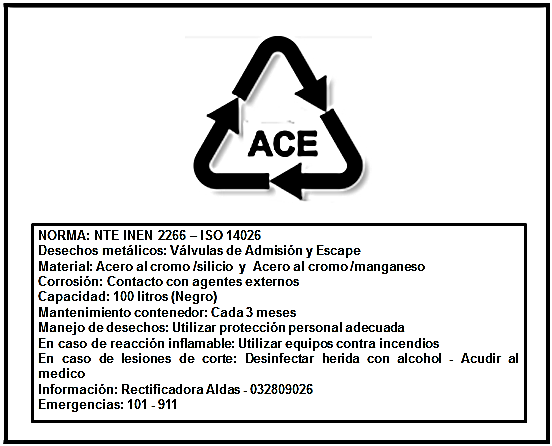 ACE
NORMA: NTE INEN 2266 – ISO 14026
Desechos metálicos: Válvulas de Admisión y Escape
Material: Acero al cromo /silicio y Acero al cromo /manganeso
Corrosión: Contacto con agentes externos
Capacidad: 100 litros (Negro)
Mantenimiento contenedor: Cada 3 meses
Manejo de desechos: Utilizar protección personal adecuada
En caso de reacción inflamable: Utilizar equipos contra incendios
En caso de lesiones de corte: Desinfectar herida con alcohol - Acudir al
medico
Información: Rectificadora Aldas - 032809026
Emergencias: 101 - 911